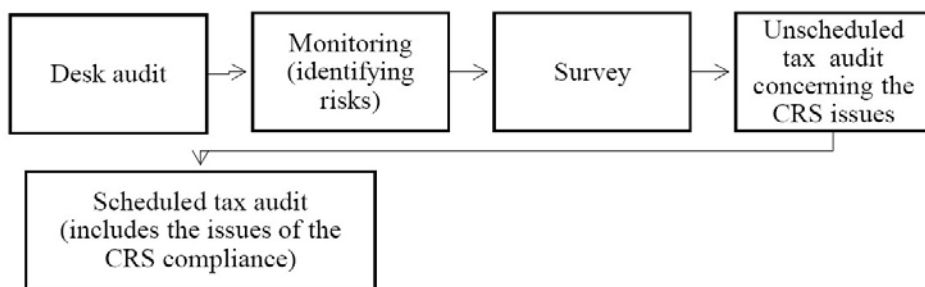 Desk audit
Monitoring
(identifying
risks)
Survey
Unscheduled
tax audit
concerning the
CRS issues
Scheduled tax audit
(includes the issues of the
CRS compliance)